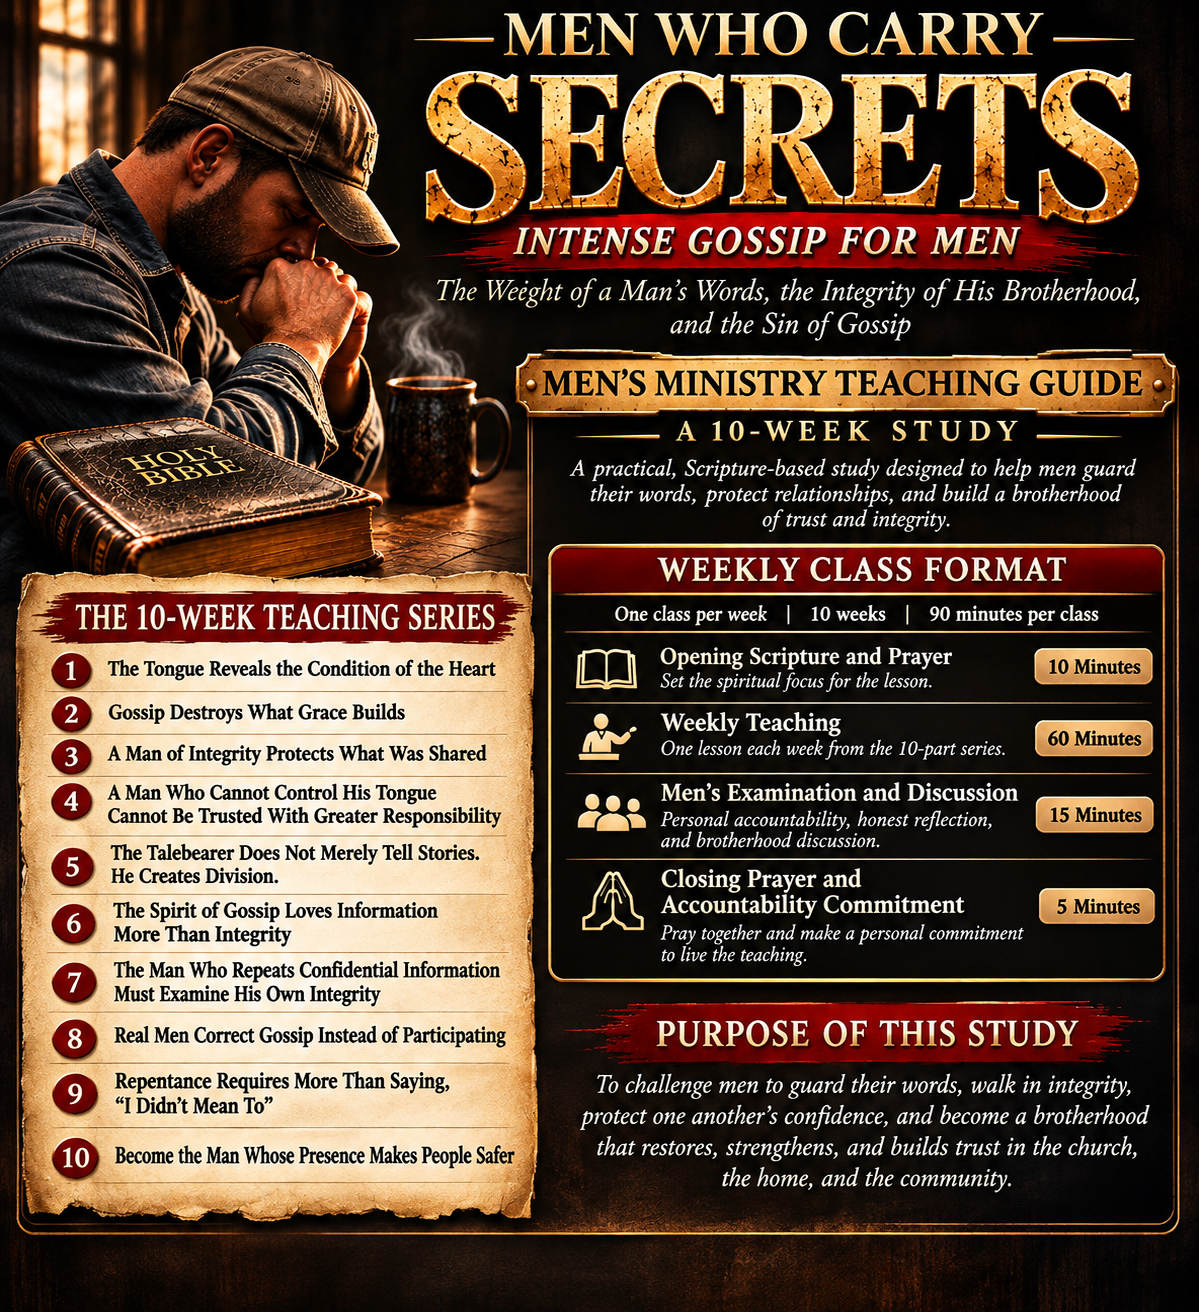 MEN WHO CARRY
SECRETS
INTENSE GOSSIP FOR MEN
The Weight of a Man's Words, the Integrity of His Brotherhood,
and the Sin of Gossip
HOLY
BIBLE
MEN'S MINISTRY TEACHING GUIDE
A 10-WEEK STUDY
A practical, Scripture-based study designed to help men guard
their words, protect relationships, and build a brotherhood
of trust and integrity.
THE 10-WEEK TEACHING SERIES
1 The Tongue Reveals the Condition of the Heart
2 Gossip Destroys What Grace Builds
3 A Man of Integrity Protects What Was Shared
4 A Man Who Cannot Control His Tongue
Cannot Be Trusted With Greater Responsibility
5 The Talebearer Does Not Merely Tell Stories.
He Creates Division.
6 The Spirit of Gossip Loves Information
More Than Integrity
7 The Man Who Repeats Confidential Information
Must Examine His Own Integrity
8 Real Men Correct Gossip Instead of Participating
9 Repentance Requires More Than Saying,
"I Didn't Mean To"
10 Become the Man Whose Presence Makes People Safer
WEEKLY CLASS FORMAT
One class per week | 10 weeks | 90 minutes per class
Opening Scripture and Prayer
Set the spiritual focus for the lesson.
10 Minutes
Weekly Teaching
One lesson each week from the 10-part series.
60 Minutes
Men's Examination and Discussion
Personal accountability, honest reflection,
and brotherhood discussion.
15 Minutes
Closing Prayer and
Accountability Commitment
Pray together and make a personal commitment
to live the teaching.
5 Minutes
PURPOSE OF THIS STUDY
To challenge men to guard their words, walk in integrity,
protect one another's confidence, and become a brotherhood
that restores, strengthens, and builds trust in the church,
the home, and the community.